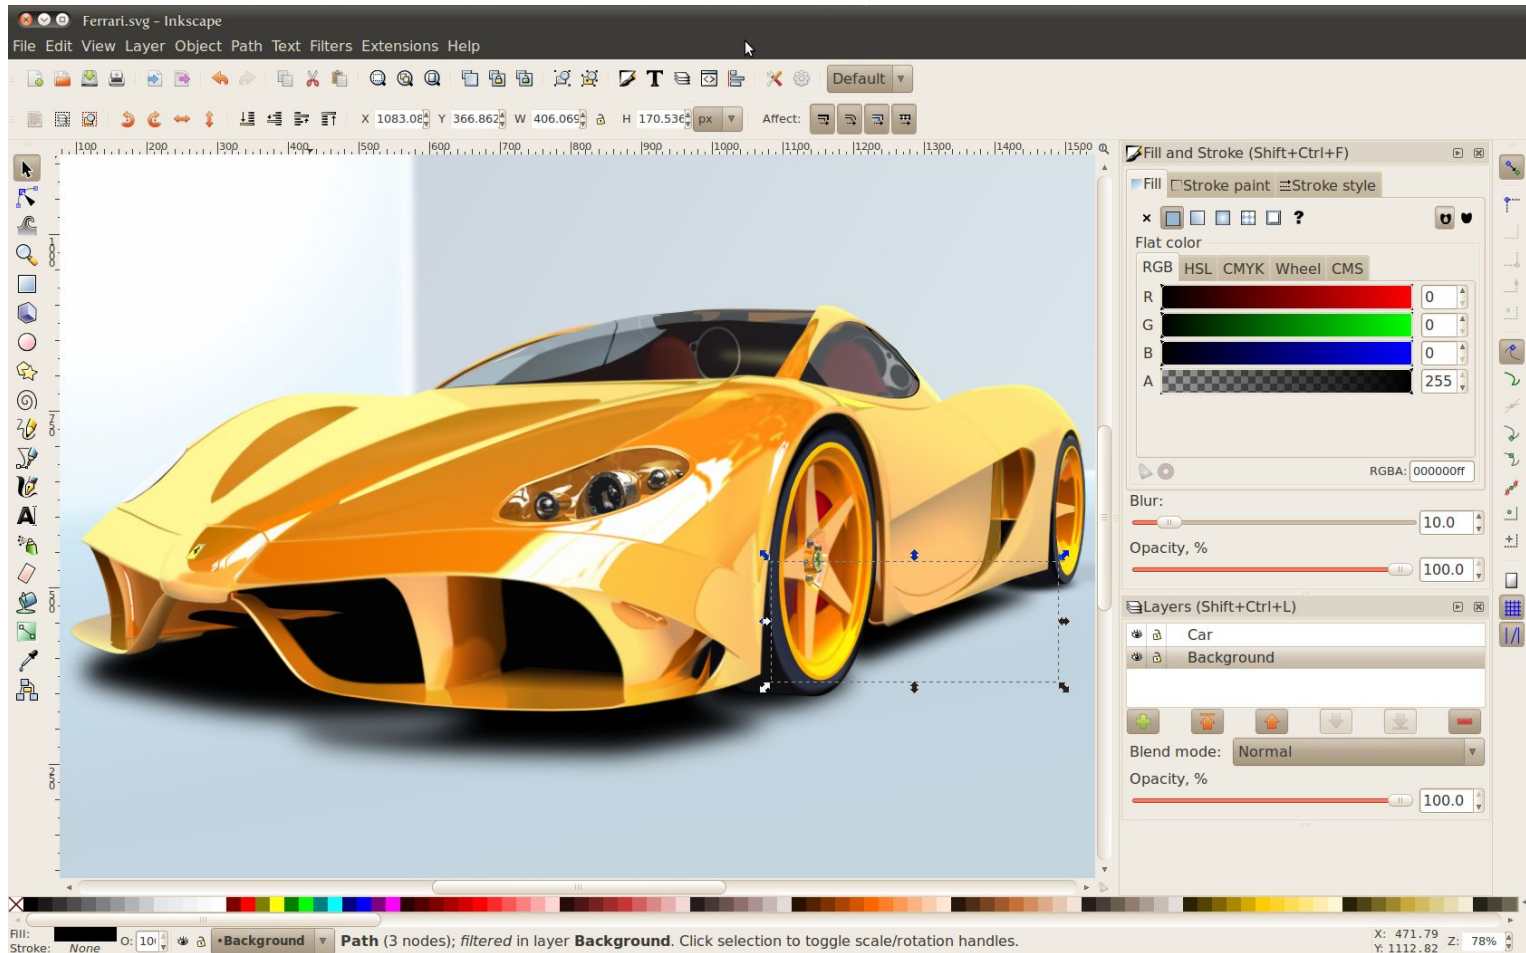 Ferrari.svg - Inkscape
File Edit View Layer Object Path Text Filters Extensions Help
Default
X 1083.08 Y 366.862 W 406.069 H 170.536 px Affect:
100 200 300 400 500 600 700 800 900 1000 1100 1200 1300 1400 1500
Fill and Stroke (Shift+Ctrl+F)
Fill Stroke paint Stroke style
?
Flat color
RGB HSL CMYK Wheel CMS
R 0
G 0
B 0
A 255
RGBA: 000000ff
Blur:
10.0
Opacity, %
100.0
Layers (Shift+Ctrl+L)
Car
Background
Blend mode: Normal
Opacity, %
100.0
1000
750
500
250
Fill:
Stroke: None
O: 10 •Background Path (3 nodes); filtered in layer Background. Click selection to toggle scale/rotation handles.
X: 471.79
Y: 1112.82
Z: 78%